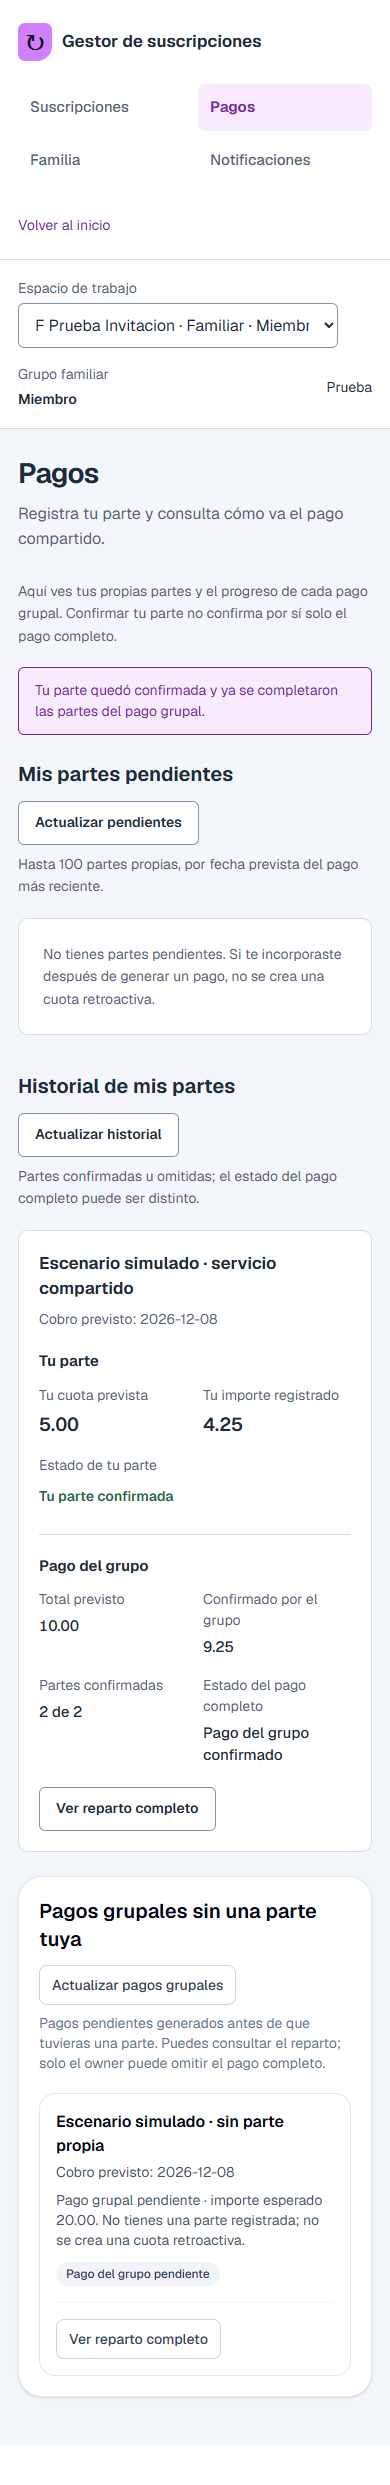 Gestor de suscripciones
Suscripciones
Pagos
Familia
Notificaciones
Volver al inicio
Espacio de trabajo
F Prueba Invitacion · Familiar · Miembr
Grupo familiar
Miembro
Prueba
Pagos
Registra tu parte y consulta cómo va el pago
compartido.
Aquí ves tus propias partes y el progreso de cada pago
grupal. Confirmar tu parte no confirma por sí solo el
pago completo.
Tu parte quedó confirmada y ya se completaron
las partes del pago grupal.
Mis partes pendientes
Actualizar pendientes
Hasta 100 partes propias, por fecha prevista del pago
más reciente.
No tienes partes pendientes. Si te incorporaste
después de generar un pago, no se crea una
cuota retroactiva.
Historial de mis partes
Actualizar historial
Partes confirmadas u omitidas; el estado del pago
completo puede ser distinto.
Escenario simulado · servicio
compartido
Cobro previsto: 2026-12-08
Tu parte
Tu cuota prevista
5.00
Tu importe registrado
4.25
Estado de tu parte
Tu parte confirmada
Pago del grupo
Total previsto
10.00
Confirmado por el
grupo
9.25
Partes confirmadas
2 de 2
Estado del pago
completo
Pago del grupo
confirmado
Ver reparto completo
Pagos grupales sin una parte
tuya
Actualizar pagos grupales
Pagos pendientes generados antes de que
tuvieras una parte. Puedes consultar el reparto;
solo el owner puede omitir el pago completo.
Escenario simulado · sin parte
propia
Cobro previsto: 2026-12-08
Pago grupal pendiente · importe esperado
20.00. No tienes una parte registrada; no
se crea una cuota retroactiva.
Pago del grupo pendiente
Ver reparto completo